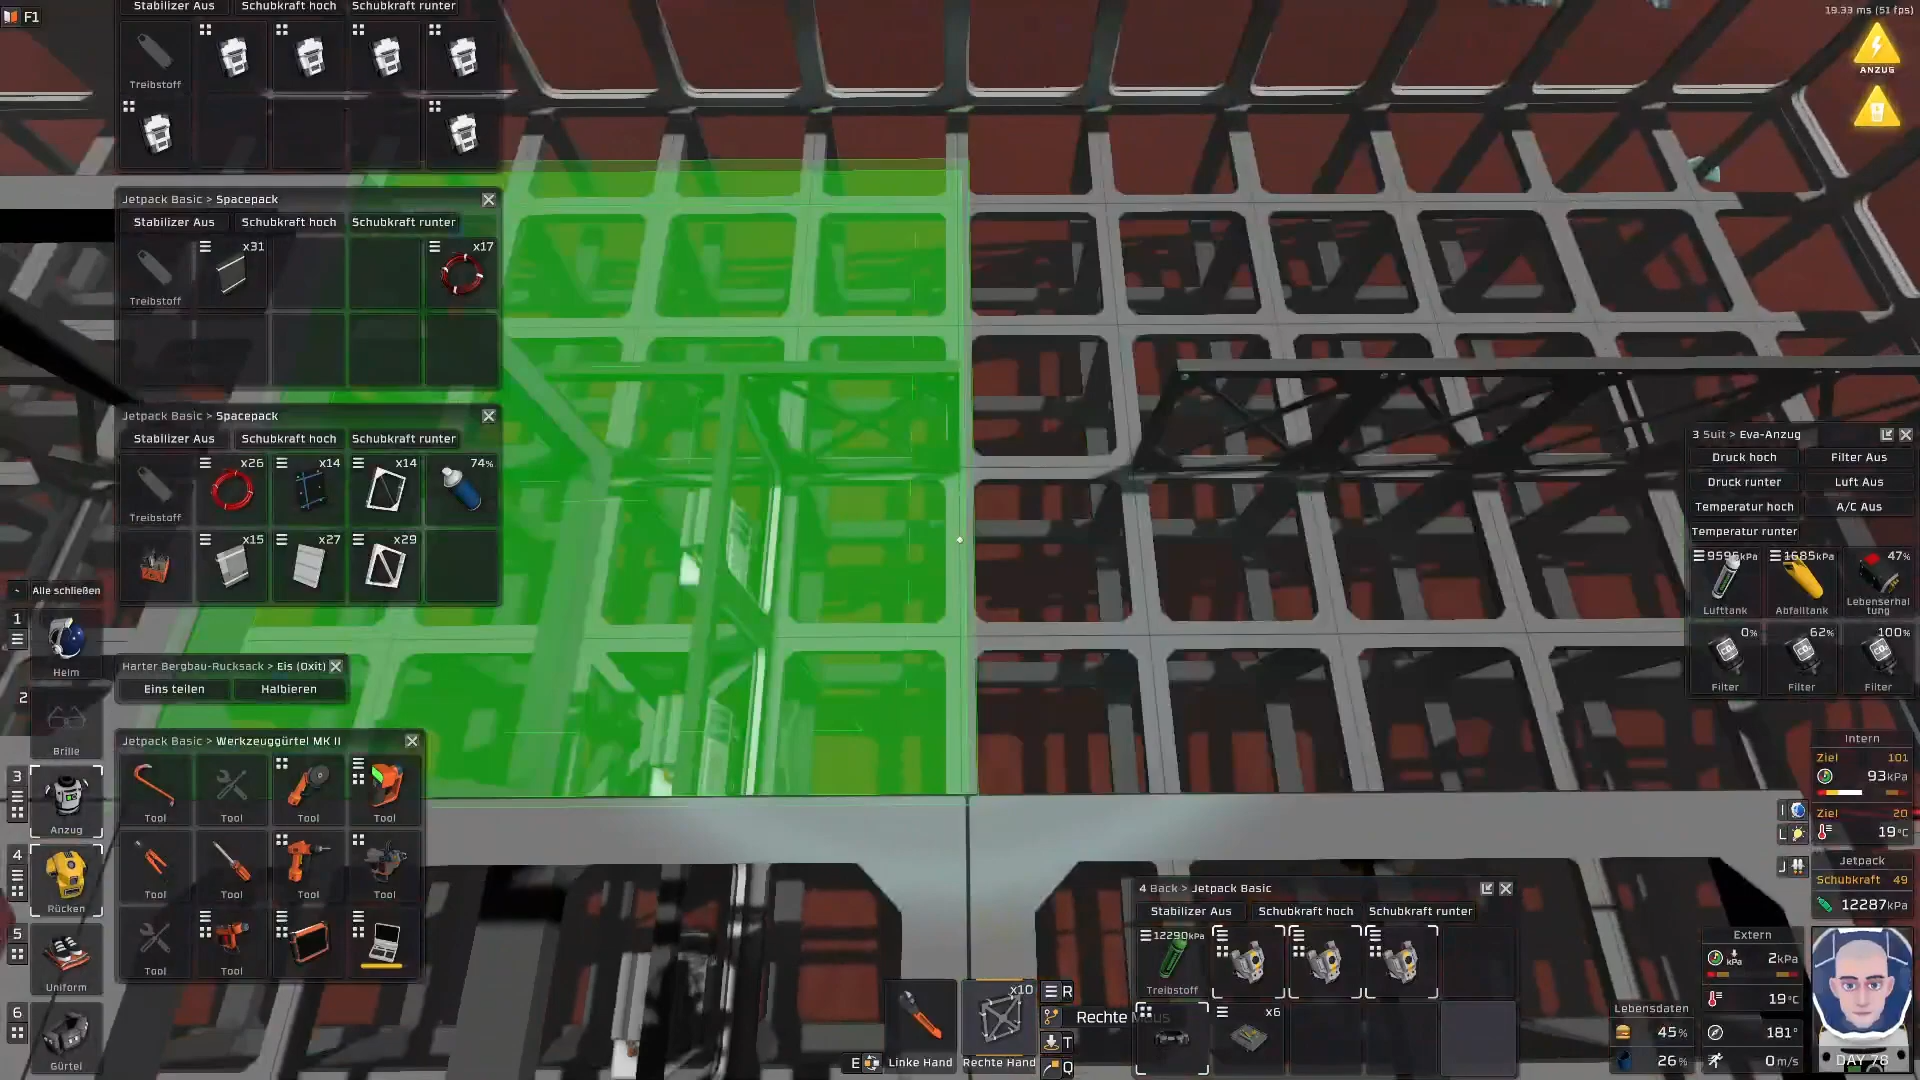 F1
19.33 ms (51 fps)
ANZUG
Stabilizer Aus Schubkraft hoch Schubkraft runter
Treibstoff
Jetpack Basic > Spacepack
Stabilizer Aus Schubkraft hoch Schubkraft runter
x31 x17
Treibstoff
Jetpack Basic > Spacepack
Stabilizer Aus Schubkraft hoch Schubkraft runter
x26 x14 x14 74%
Treibstoff
x15 x27 x29
~ Alle schließen
1
Helm
2
Brille
3
Anzug
4
Rücken
5
Uniform
6
Gürtel
Harter Bergbau-Rucksack > Eis (Oxit)
Eins teilen Halbieren
Jetpack Basic > Werkzeuggürtel MK II
Tool Tool Tool Tool
Tool Tool Tool Tool
Tool Tool Tool Tool
3 Suit > Eva-Anzug
Druck hoch Filter Aus
Druck runter Luft Aus
Temperatur hoch A/C Aus
Temperatur runter
9596kPa 1685kPa 47%
Lufttank Abfalltank Lebenserhaltung
0% 62% 100%
CO₂ CO₂ CO₂
Filter Filter Filter
Intern
Ziel 101
93kPa
Ziel 20
19°C
I
L
J
Jetpack
Schubkraft 49
12287kPa
4 Back > Jetpack Basic
Stabilizer Aus Schubkraft hoch Schubkraft runter
12290kPa
Treibstoff
x6
x10
R
Rechte
T
Q
E
Linke Hand Rechte Hand
Extern
kPa 2kPa
19°C
181°
0m/s
Lebensdaten
45%
26%
DAY 78